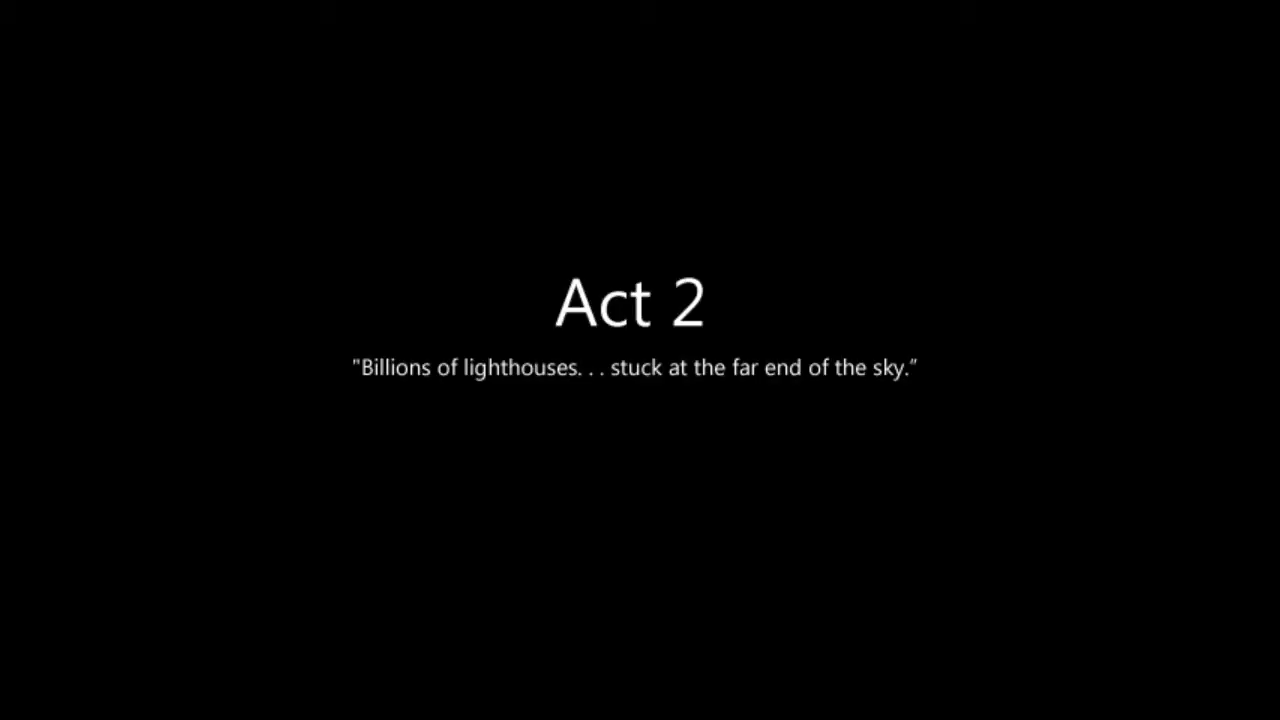 Act 2
"Billions of lighthouses. . . stuck at the far end of the sky.”